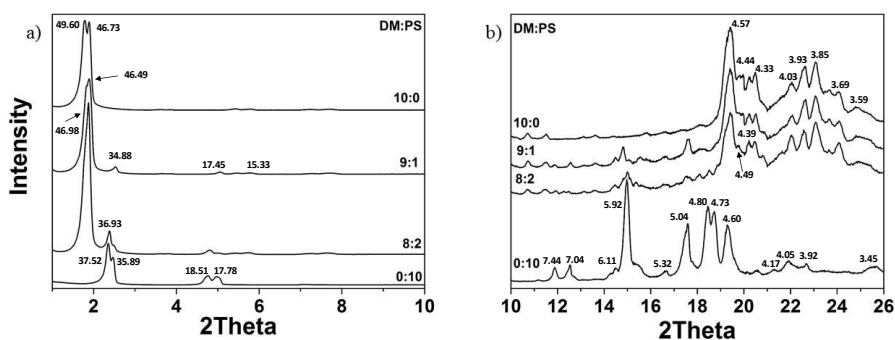 a)
DM:PS
49.60 46.73
46.49
10:0
46.98
34.88 17.45 15.33
9:1
36.93
8:2
37.52 35.89
18.51 17.78
0:10
Intensity
2 4 6 8 10
2Theta
b)
DM:PS
4.57
4.44 4.33
4.03 3.93 3.85
3.69
3.59
10:0
9:1
4.39
8:2
4.49
5.92
4.80 4.73
5.04 4.60
7.44 7.04
6.11 5.32
4.17 4.05 3.92
3.45
0:10
10 12 14 16 18 20 22 24 26
2Theta